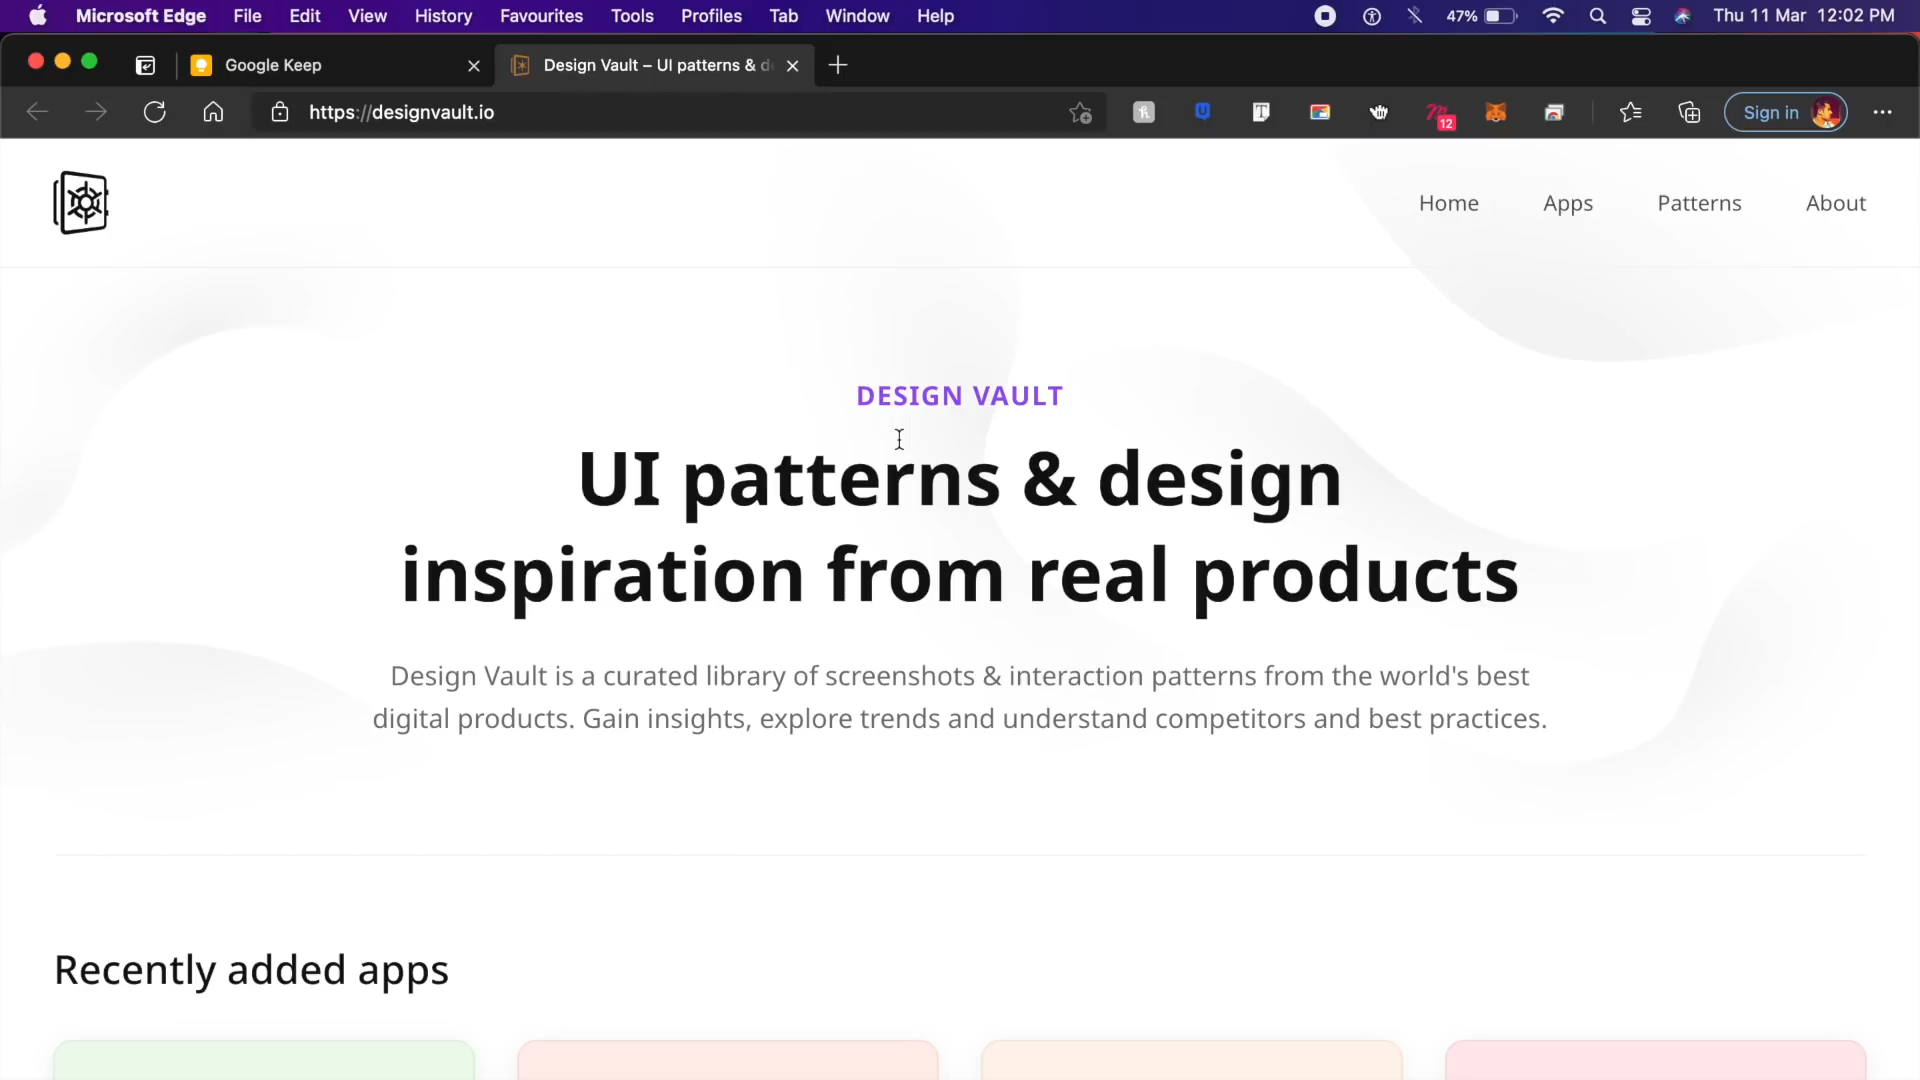 Microsoft Edge File Edit View History Favourites Tools Profiles Tab Window Help 47% Thu 11 Mar 12:02 PM
Google Keep Design Vault – UI patterns & d
https://designvault.io 12 Sign in
Home Apps Patterns About
DESIGN VAULT
UI patterns & design
inspiration from real products
Design Vault is a curated library of screenshots & interaction patterns from the world's best
digital products. Gain insights, explore trends and understand competitors and best practices.
Recently added apps